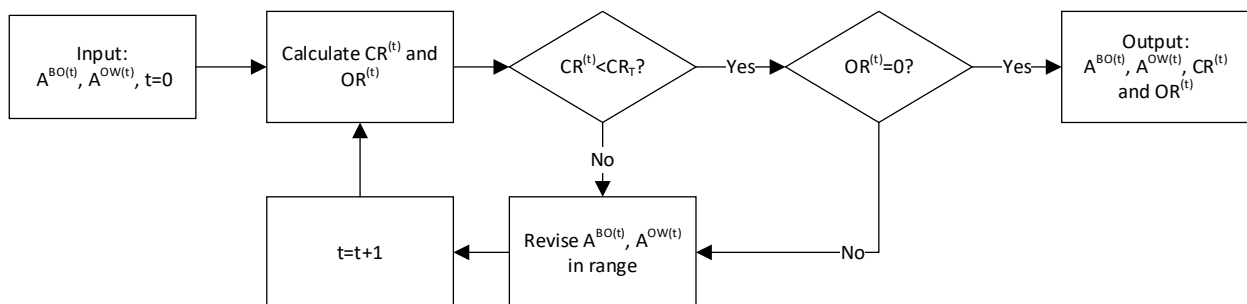 Input:
A^BO(t), A^OW(t), t=0
Calculate CR^(t) and
OR^(t)
CR^(t)<CR_T?
Yes
OR^(t)=0?
Yes
Output:
A^BO(t), A^OW(t), CR^(t)
and OR^(t)
No
t=t+1
Revise A^BO(t), A^OW(t)
in range
No